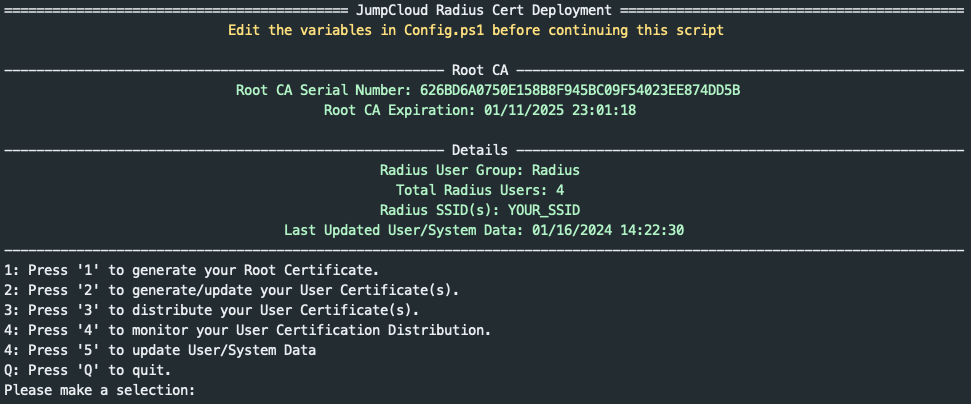 ======================================== JumpCloud Radius Cert Deployment ========================================
Edit the variables in Config.ps1 before continuing this script
------------------------------------------------------- Root CA -------------------------------------------------------
Root CA Serial Number: 626BD6A0750E158B8F945BC09F54023EE874DD5B
Root CA Expiration: 01/11/2025 23:01:18
------------------------------------------------------- Details -------------------------------------------------------
Radius User Group: Radius
Total Radius Users: 4
Radius SSID(s): YOUR_SSID
Last Updated User/System Data: 01/16/2024 14:22:30
------------------------------------------------------------------------------------------------------------------------
1: Press '1' to generate your Root Certificate.
2: Press '2' to generate/update your User Certificate(s).
3: Press '3' to distribute your User Certificate(s).
4: Press '4' to monitor your User Certification Distribution.
4: Press '5' to update User/System Data
Q: Press 'Q' to quit.
Please make a selection: